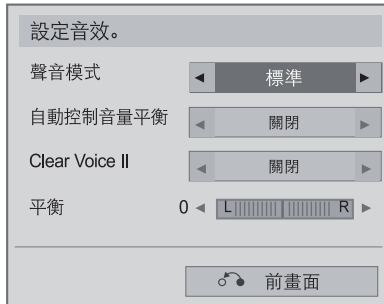 設定音效。
聲音模式 ◄ 標準 ►
自動控制音量平衡 ◄ 關閉 ►
Clear Voice II ◄ 關閉 ►
平衡 0 ◄ L R ►
前畫面